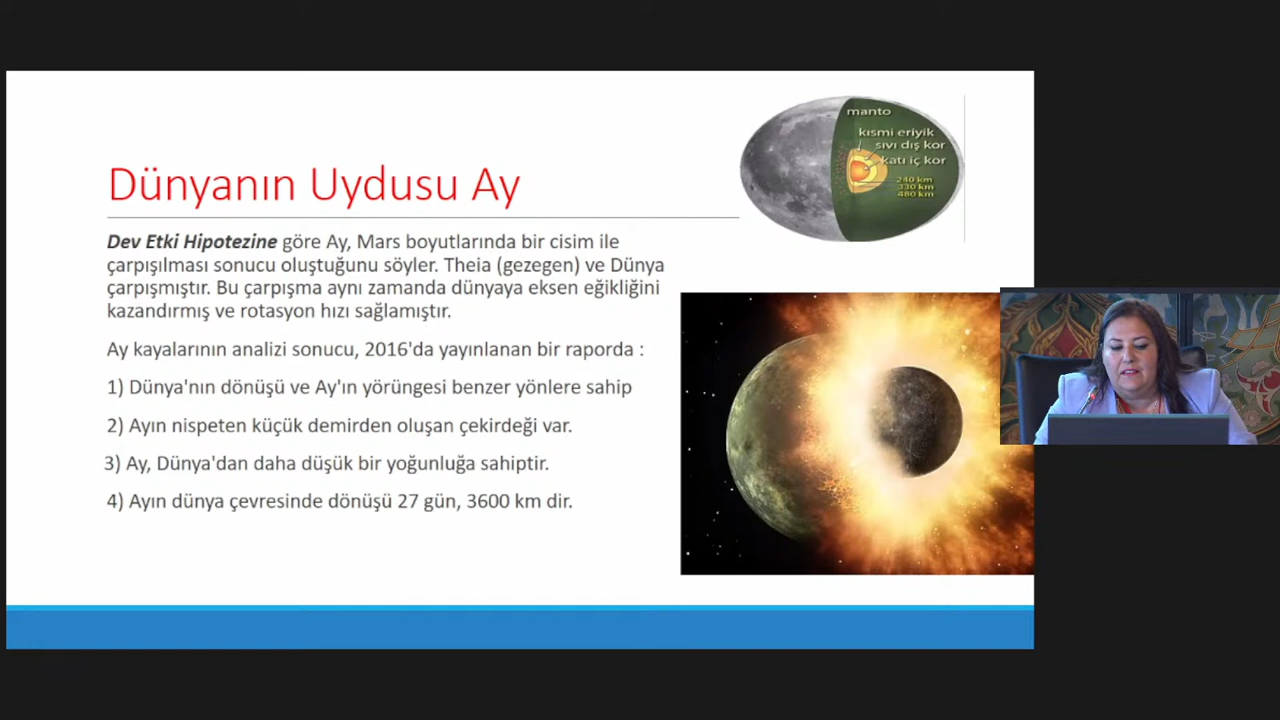 Dünyanın Uydusu Ay
Dev Etki Hipotezine göre Ay, Mars boyutlarında bir cisim ile
çarpışılması sonucu oluştuğunu söyler. Theia (gezegen) ve Dünya
çarpışmıştır. Bu çarpışma aynı zamanda dünyaya eksen eğikliğini
kazandırmış ve rotasyon hızı sağlamıştır.
Ay kayalarının analizi sonucu, 2016'da yayınlanan bir raporda :
1) Dünya'nın dönüşü ve Ay'ın yörüngesi benzer yönlere sahip
2) Ayın nispeten küçük demirden oluşan çekirdeği var.
3) Ay, Dünya'dan daha düşük bir yoğunluğa sahiptir.
4) Ayın dünya çevresinde dönüşü 27 gün, 3600 km dir.
manto
kısmi eriyik
sıvı dış kor
katı iç kor
240 km
330 km
480 km